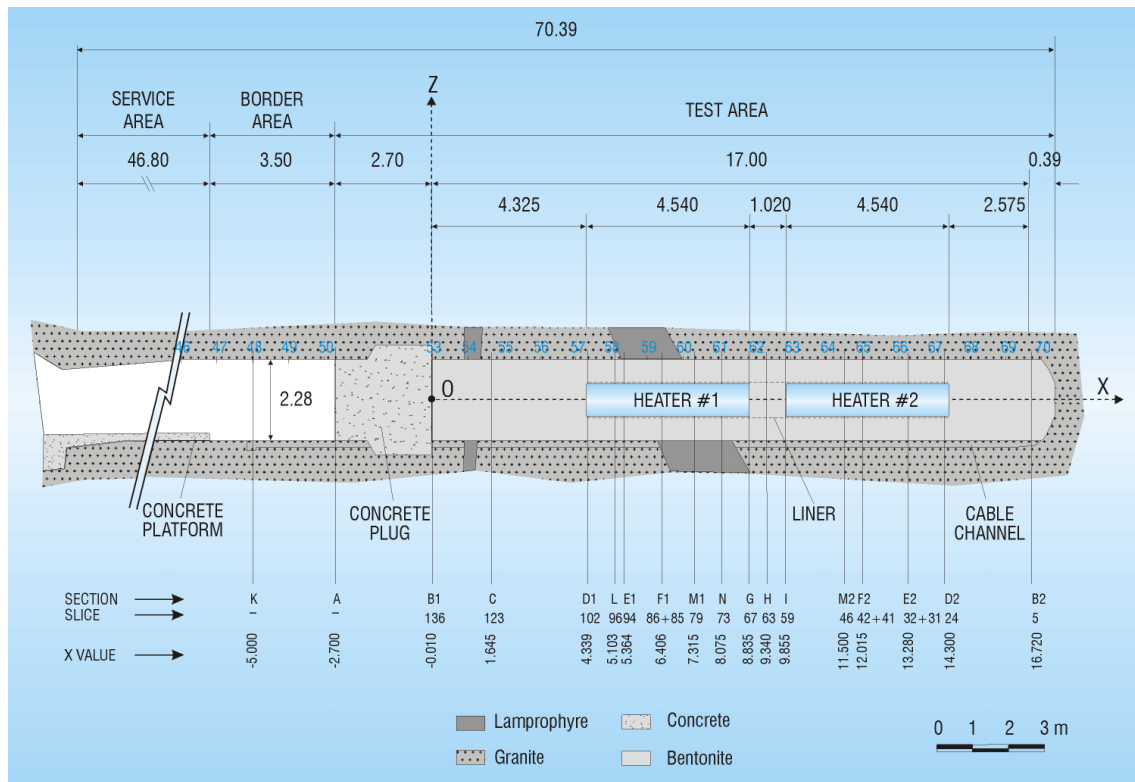 70.39
Z
SERVICE AREA
BORDER AREA
TEST AREA
46.80 3.50 2.70 17.00 0.39
4.325 4.540 1.020 4.540 2.575
46 47 48 49 50 53 54 55 56 57 58 59 60 61 62 63 64 65 66 67 68 69 70
2.28
O
HEATER #1
HEATER #2
X
CONCRETE PLATFORM
CONCRETE PLUG
LINER
CABLE CHANNEL
SECTION K A B1 C D1 L E1 F1 M1 N G H I M2 F2 E2 D2 B2
SLICE – – 136 123 102 96 94 86+85 79 73 67 63 59 46 42+41 32+31 24 5
X VALUE -5.000 -2.700 -0.010 1.645 4.339 5.103 5.364 6.406 7.315 8.075 8.835 9.340 9.855 11.500 12.015 13.280 14.300 16.720
Lamprophyre
Concrete
Granite
Bentonite
0 1 2 3 m